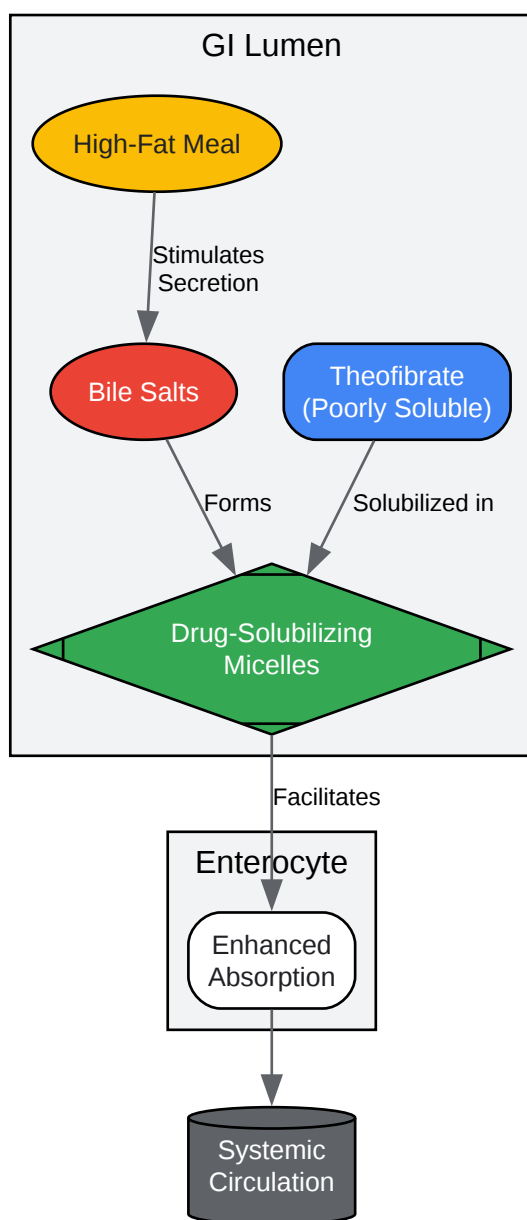 GI Lumen
High-Fat Meal
Stimulates
Secretion
Bile Salts
Theofibrate
(Poorly Soluble)
Forms
Solubilized in
Drug-Solubilizing
Micelles
Facilitates
Enterocyte
Enhanced
Absorption
Systemic
Circulation